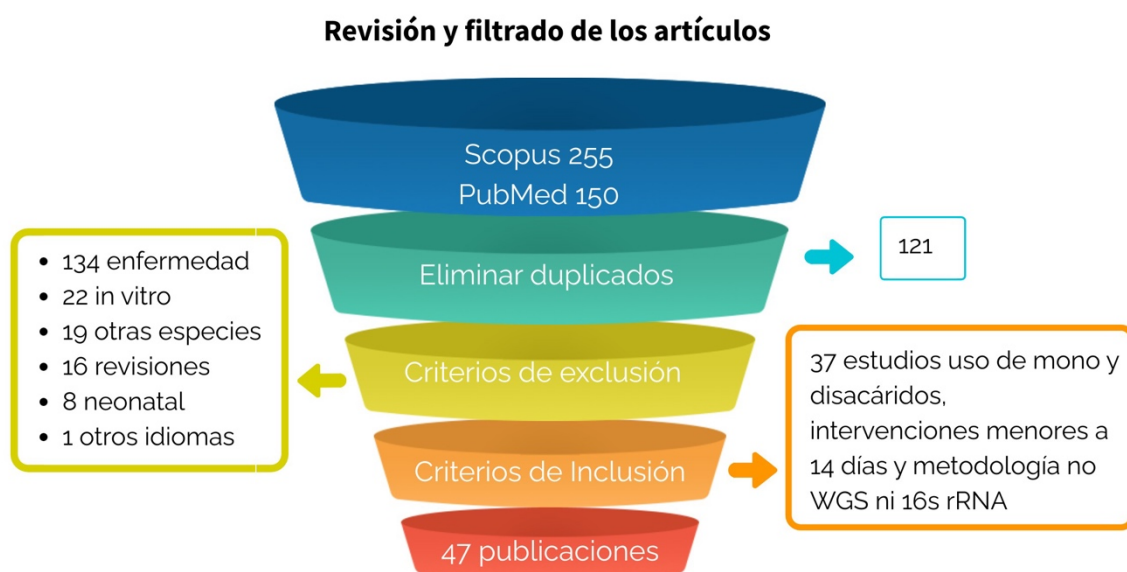 Revisión y filtrado de los artículos
Scopus 255
PubMed 150
Eliminar duplicados
121
Criterios de exclusión
• 134 enfermedad
• 22 in vitro
• 19 otras especies
• 16 revisiones
• 8 neonatal
• 1 otros idiomas
Criterios de Inclusión
37 estudios uso de mono y
disacáridos,
intervenciones menores a
14 días y metodología no
WGS ni 16s rRNA
47 publicaciones